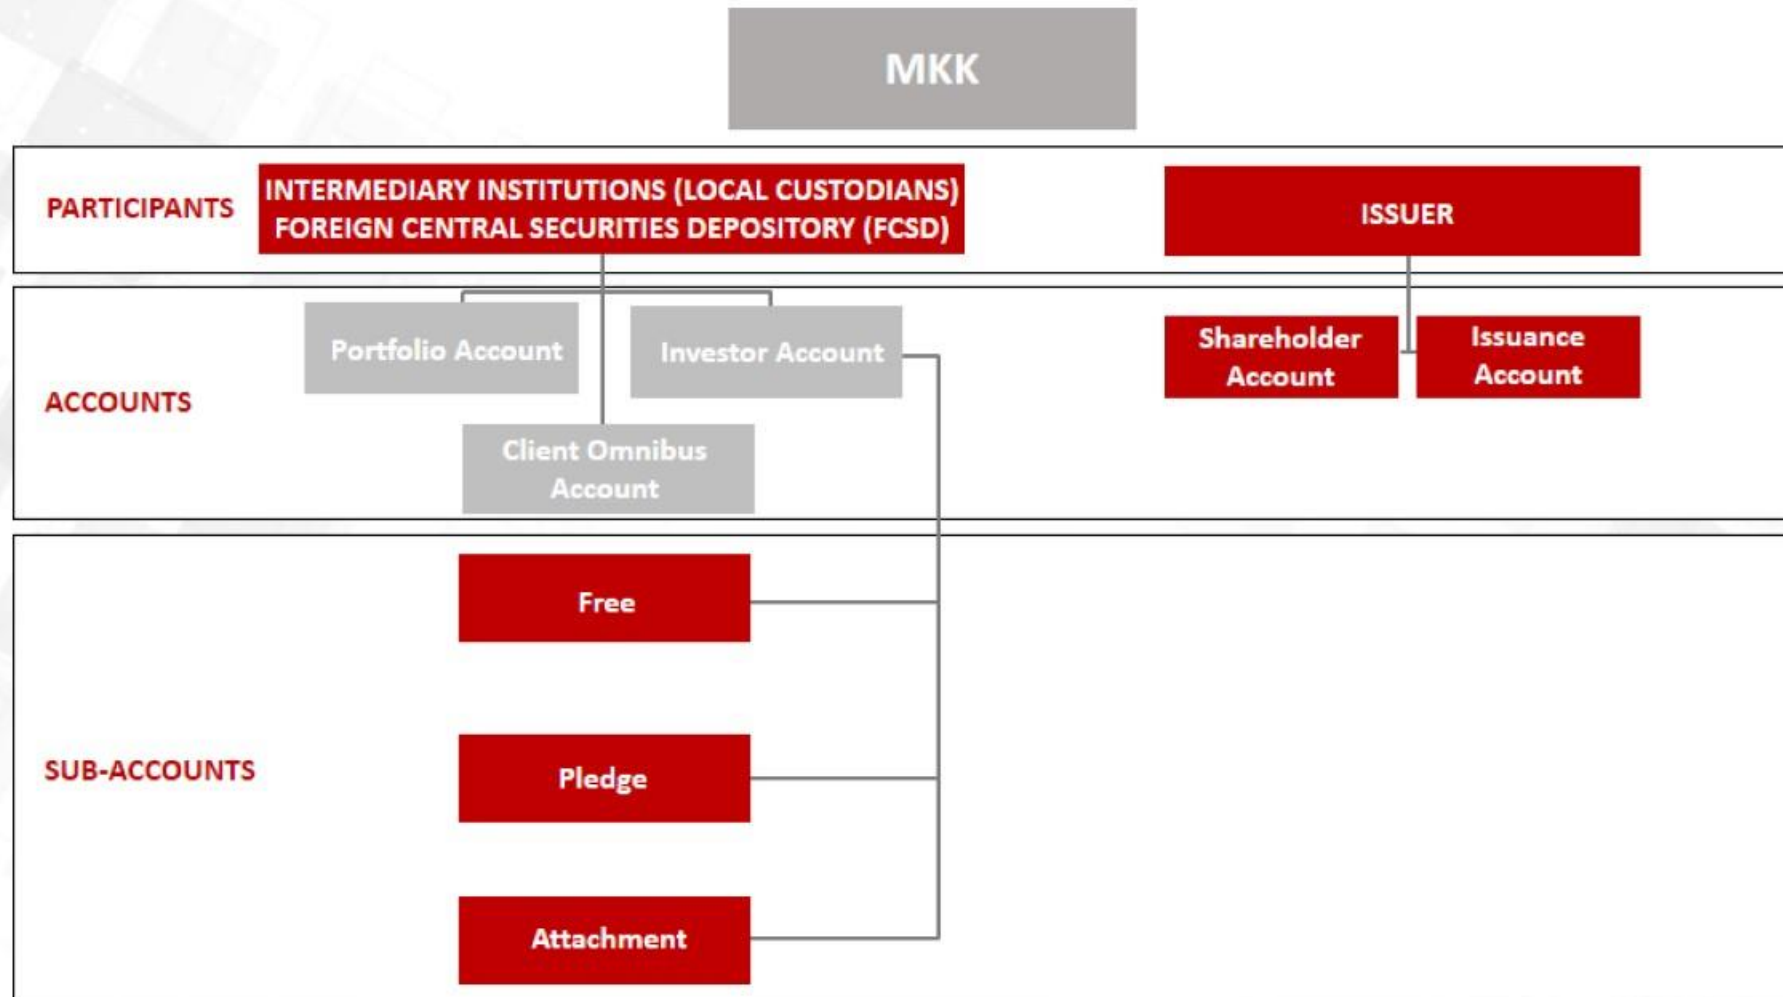 MKK
PARTICIPANTS
INTERMEDIARY INSTITUTIONS (LOCAL CUSTODIANS)
FOREIGN CENTRAL SECURITIES DEPOSITORY (FCSD)
ISSUER
ACCOUNTS
Portfolio Account
Investor Account
Client Omnibus
Account
Shareholder
Account
Issuance
Account
SUB-ACCOUNTS
Free
Pledge
Attachment